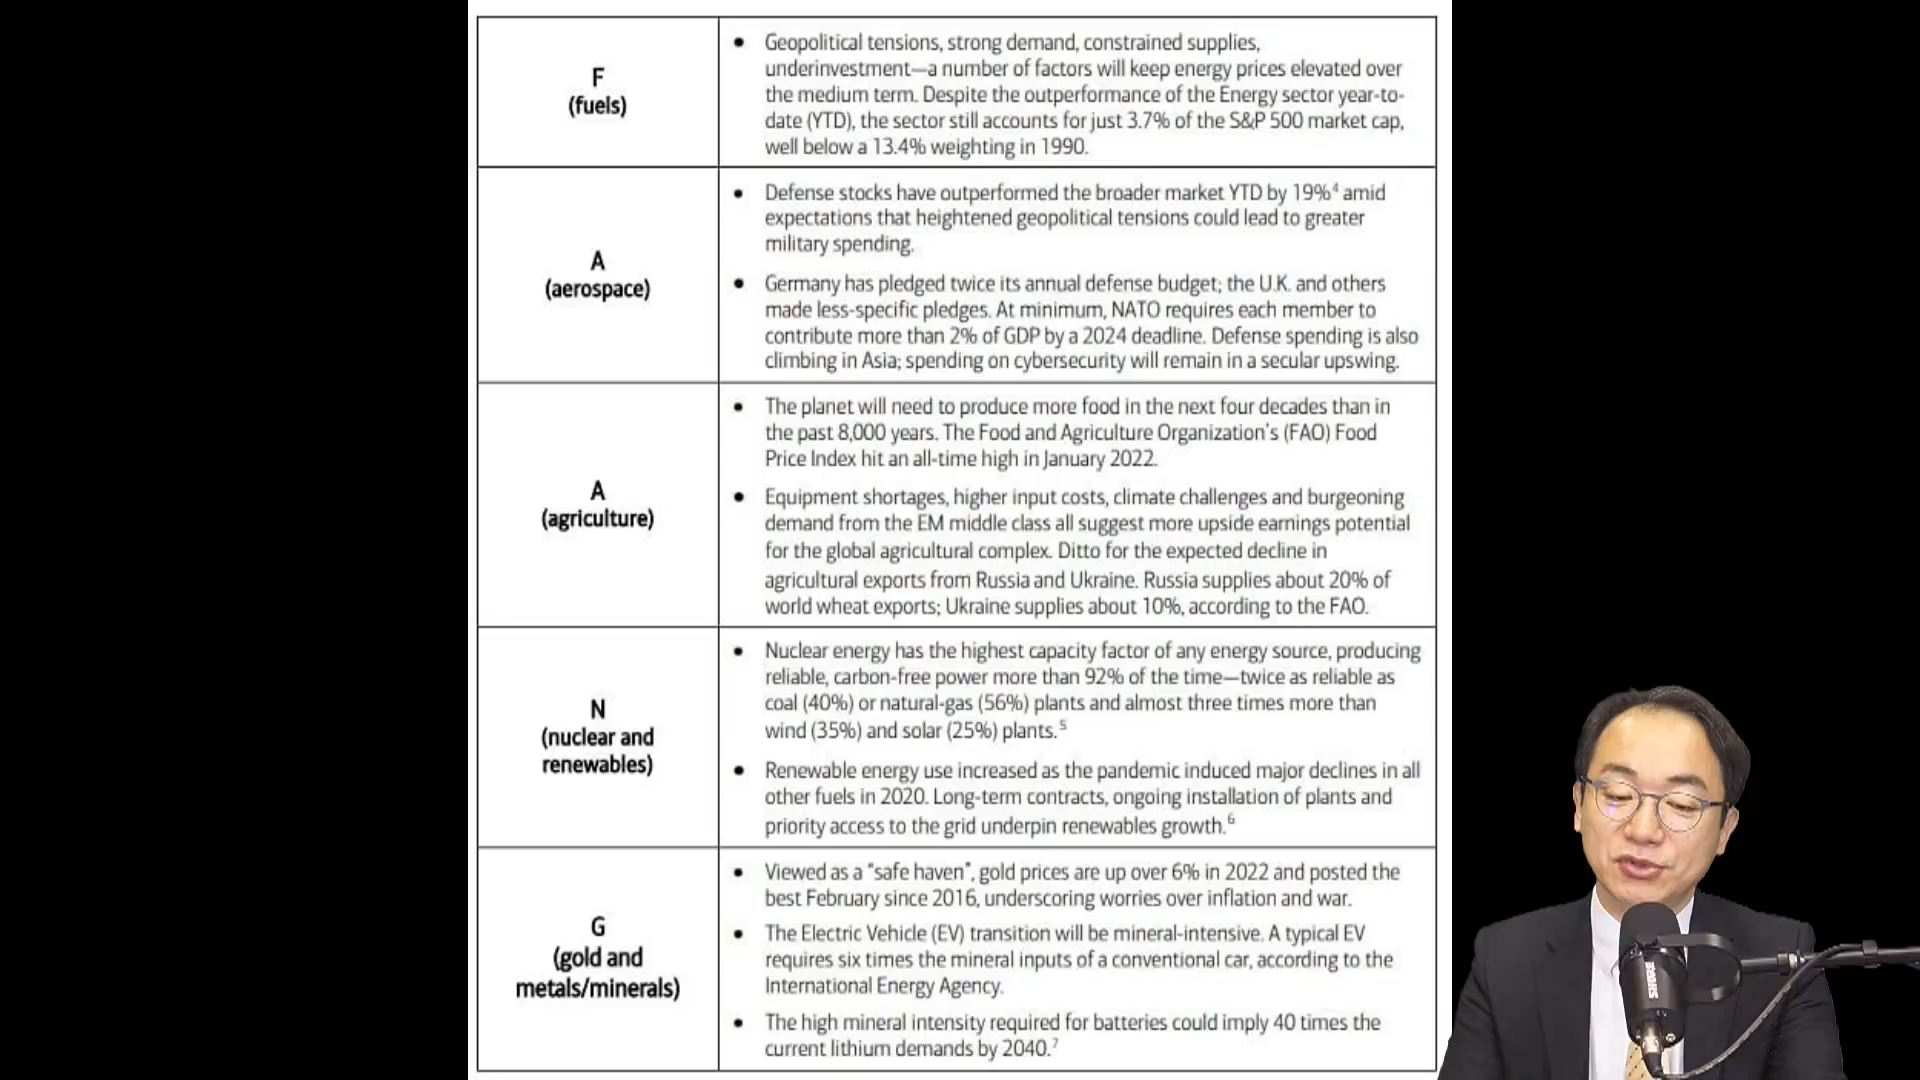 F
(fuels)
• Geopolitical tensions, strong demand, constrained supplies,
underinvestment—a number of factors will keep energy prices elevated over
the medium term. Despite the outperformance of the Energy sector year-to-
date (YTD), the sector still accounts for just 3.7% of the S&P 500 market cap,
well below a 13.4% weighting in 1990.
A
(aerospace)
• Defense stocks have outperformed the broader market YTD by 19%⁴ amid
expectations that heightened geopolitical tensions could lead to greater
military spending.
• Germany has pledged twice its annual defense budget; the U.K. and others
made less-specific pledges. At minimum, NATO requires each member to
contribute more than 2% of GDP by a 2024 deadline. Defense spending is also
climbing in Asia; spending on cybersecurity will remain in a secular upswing.
A
(agriculture)
• The planet will need to produce more food in the next four decades than in
the past 8,000 years. The Food and Agriculture Organization's (FAO) Food
Price Index hit an all-time high in January 2022.
• Equipment shortages, higher input costs, climate challenges and burgeoning
demand from the EM middle class all suggest more upside earnings potential
for the global agricultural complex. Ditto for the expected decline in
agricultural exports from Russia and Ukraine. Russia supplies about 20% of
world wheat exports; Ukraine supplies about 10%, according to the FAO.
N
(nuclear and
renewables)
• Nuclear energy has the highest capacity factor of any energy source, producing
reliable, carbon-free power more than 92% of the time—twice as reliable as
coal (40%) or natural-gas (56%) plants and almost three times more than
wind (35%) and solar (25%) plants.⁵
• Renewable energy use increased as the pandemic induced major declines in all
other fuels in 2020. Long-term contracts, ongoing installation of plants and
priority access to the grid underpin renewables growth.⁶
G
(gold and
metals/minerals)
• Viewed as a "safe haven", gold prices are up over 6% in 2022 and posted the
best February since 2016, underscoring worries over inflation and war.
• The Electric Vehicle (EV) transition will be mineral-intensive. A typical EV
requires six times the mineral inputs of a conventional car, according to the
International Energy Agency.
• The high mineral intensity required for batteries could imply 40 times the
current lithium demands by 2040.⁷
SHURE